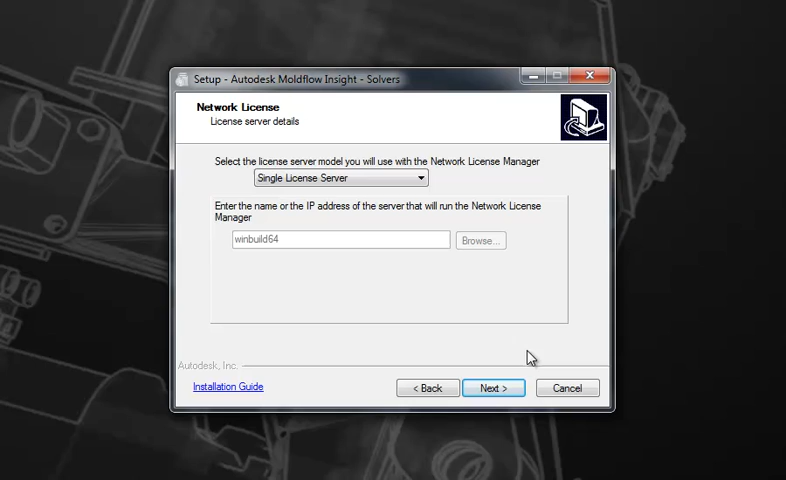 Setup - Autodesk Moldflow Insight - Solvers
Network License
License server details
Select the license server model you will use with the Network License Manager
Single License Server
Enter the name or the IP address of the server that will run the Network License
Manager
winbuild64
Browse...
Autodesk, Inc.
Installation Guide
< Back
Next >
Cancel